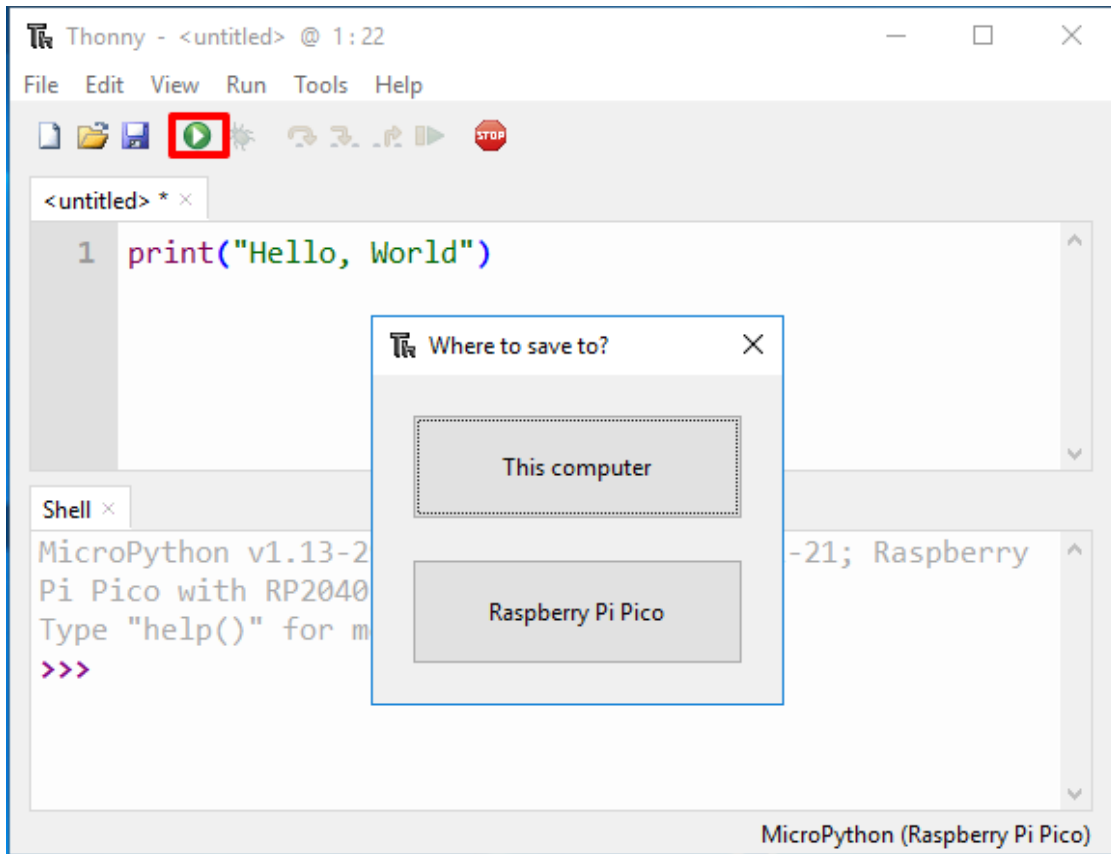 Thonny - <untitled> @ 1:22
File Edit View Run Tools Help
STOP
<untitled> * ×
1 print("Hello, World")
Where to save to?
This computer
Raspberry Pi Pico
Shell ×
MicroPython v1.13-2 -21; Raspberry
Pi Pico with RP2040
Type "help()" for m
>>>
MicroPython (Raspberry Pi Pico)